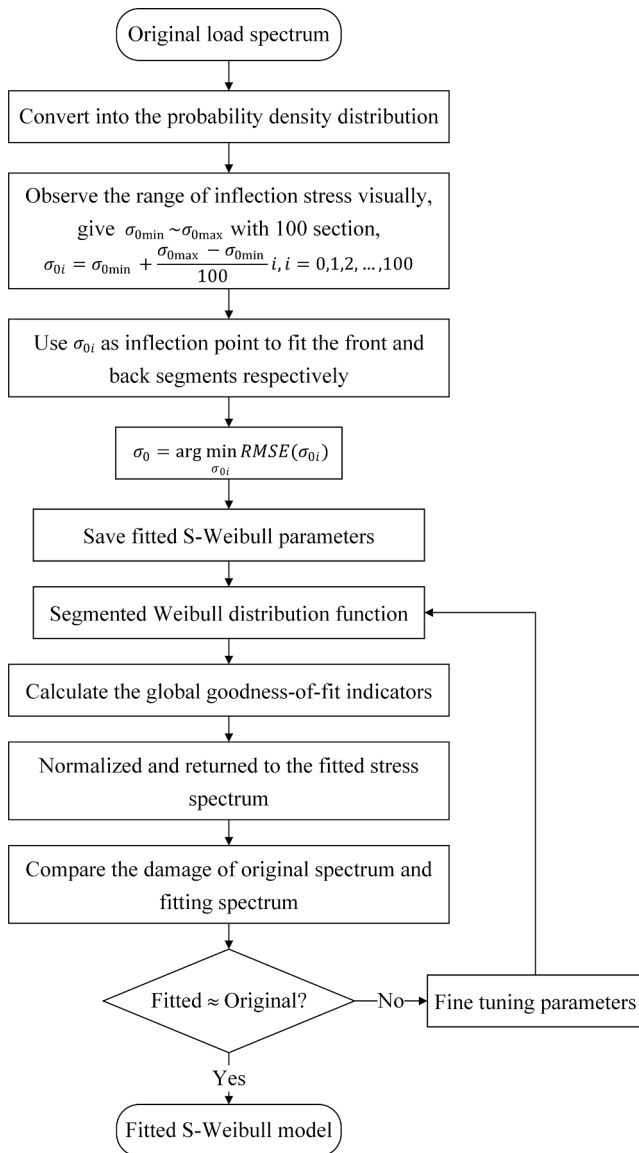 Original load spectrum
Convert into the probability density distribution
Observe the range of inflection stress visually,
give σ₀min ~σ₀max with 100 section,
σ₀ᵢ = σ₀min + (σ₀max − σ₀min)/100 i, i = 0,1,2, … ,100
Use σ₀ᵢ as inflection point to fit the front and
back segments respectively
σ₀ = arg min RMSE(σ₀ᵢ)
σ₀ᵢ
Save fitted S-Weibull parameters
Segmented Weibull distribution function
Calculate the global goodness-of-fit indicators
Normalized and returned to the fitted stress
spectrum
Compare the damage of original spectrum and
fitting spectrum
Fitted ≈ Original?
No
Fine tuning parameters
Yes
Fitted S-Weibull model